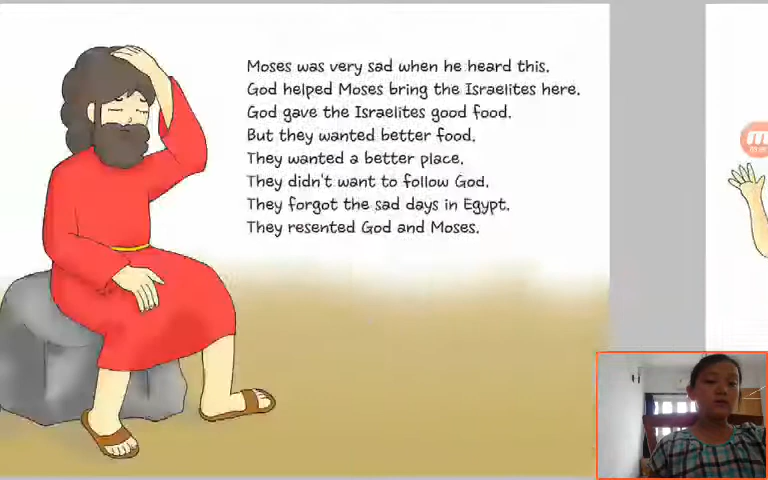 Moses was very sad when he heard this.
God helped Moses bring the Israelites here.
God gave the Israelites good food.
But they wanted better food.
They wanted a better place.
They didn't want to follow God.
They forgot the sad days in Egypt.
They resented God and Moses.